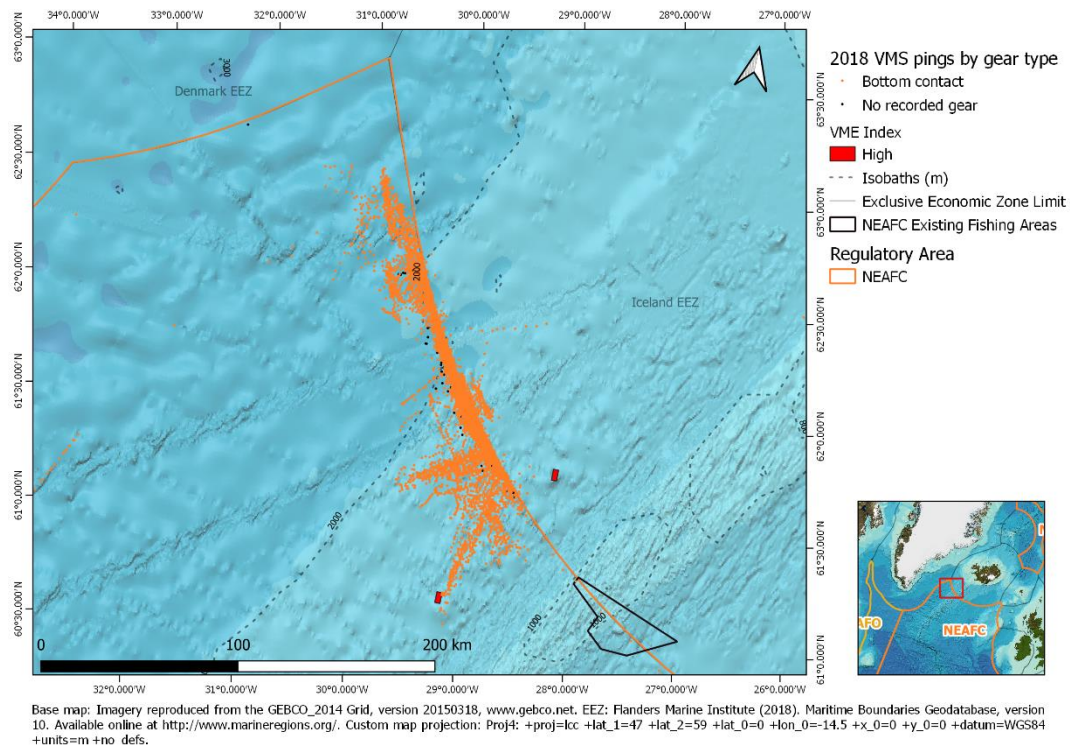 34°0.000'W 33°0.000'W 32°0.000'W 31°0.000'W 30°0.000'W 29°0.000'W 28°0.000'W 27°0.000'W
63°0.000'N
62°30.000'N
62°0.000'N
61°30.000'N
61°0.000'N
60°30.000'N
3000
Denmark EEZ
2000
Iceland EEZ
2000
1000
1000
0 100 200 km
63°30.000'N
63°0.000'N
62°30.000'N
62°0.000'N
61°30.000'N
61°0.000'N
32°0.000'W 31°0.000'W 30°0.000'W 29°0.000'W 28°0.000'W 27°0.000'W 26°0.000'W
2018 VMS pings by gear type
Bottom contact
No recorded gear
VME Index
High
Isobaths (m)
Exclusive Economic Zone Limit
NEAFC Existing Fishing Areas
Regulatory Area
NEAFC
AFO
NEAFC
N
Base map: Imagery reproduced from the GEBCO_2014 Grid, version 20150318, www.gebco.net. EEZ: Flanders Marine Institute (2018). Maritime Boundaries Geodatabase, version
10. Available online at http://www.marineregions.org/. Custom map projection: Proj4: +proj=lcc +lat_1=47 +lat_2=59 +lat_0=0 +lon_0=-14.5 +x_0=0 +y_0=0 +datum=WGS84
+units=m +no_defs.